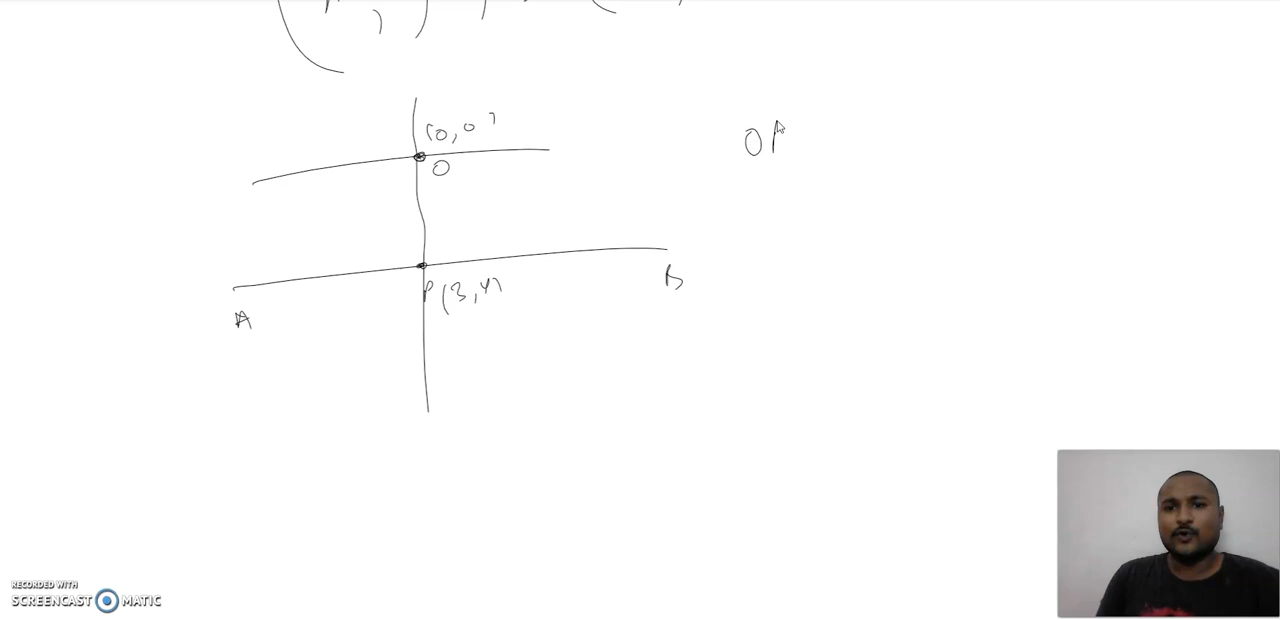 (0,0)
O
OP
P(3,4)
A
B
RECORDED WITH
SCREENCAST MATIC